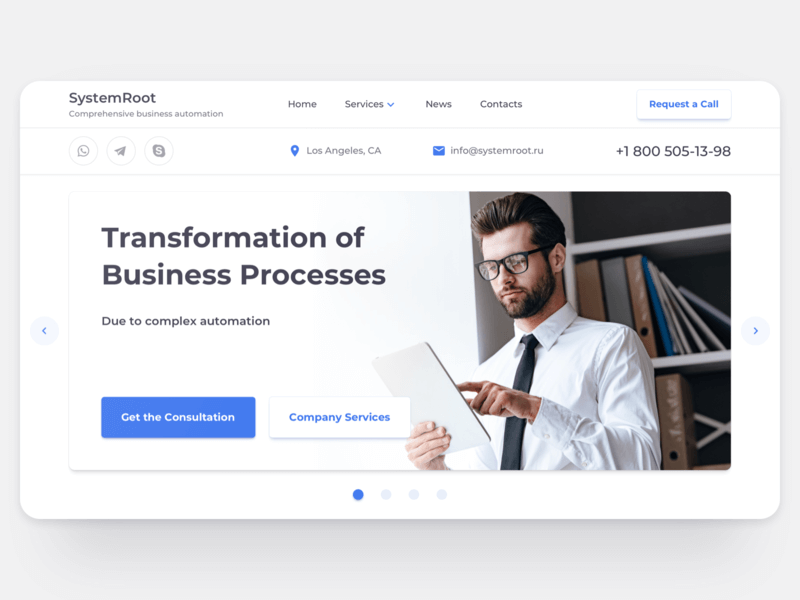 SystemRoot
Comprehensive business automation
Home
Services
News
Contacts
Request a Call
Los Angeles, CA
info@systemroot.ru
+1 800 505-13-98
Transformation of
Business Processes
Due to complex automation
Get the Consultation
Company Services